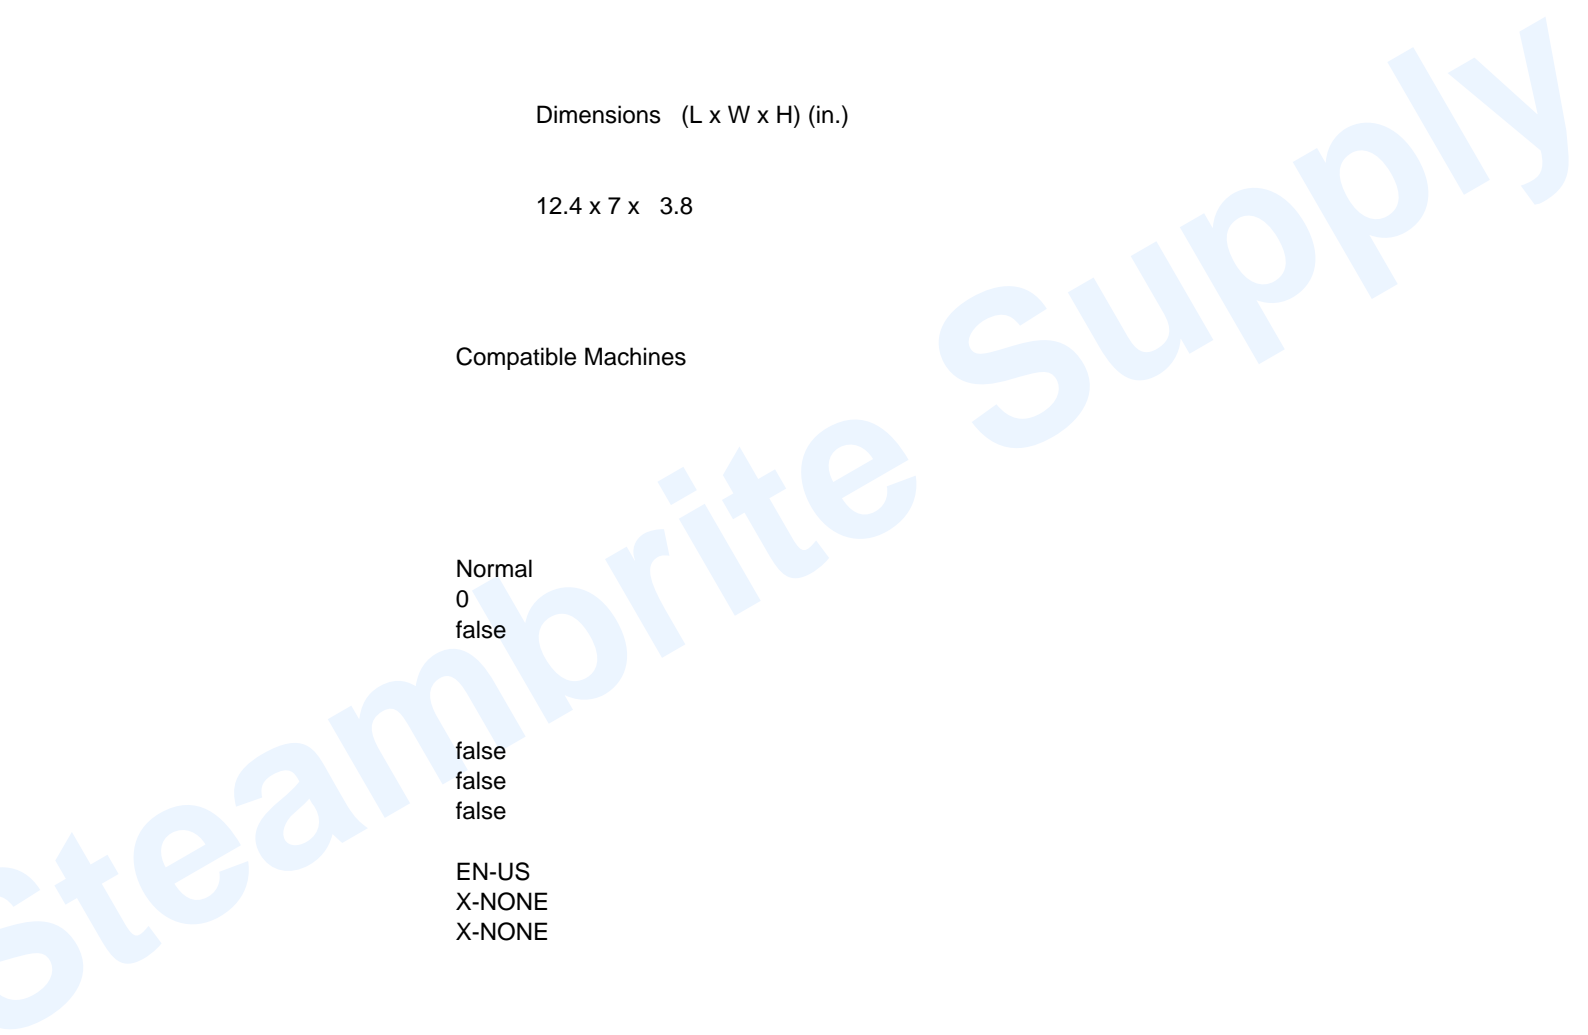 Dimensions (L x W x H) (in.)
12.4 x 7 x 3.8
Compatible Machines
Normal
0
false
false
false
false
EN-US
X-NONE
X-NONE
Steambrite Supply